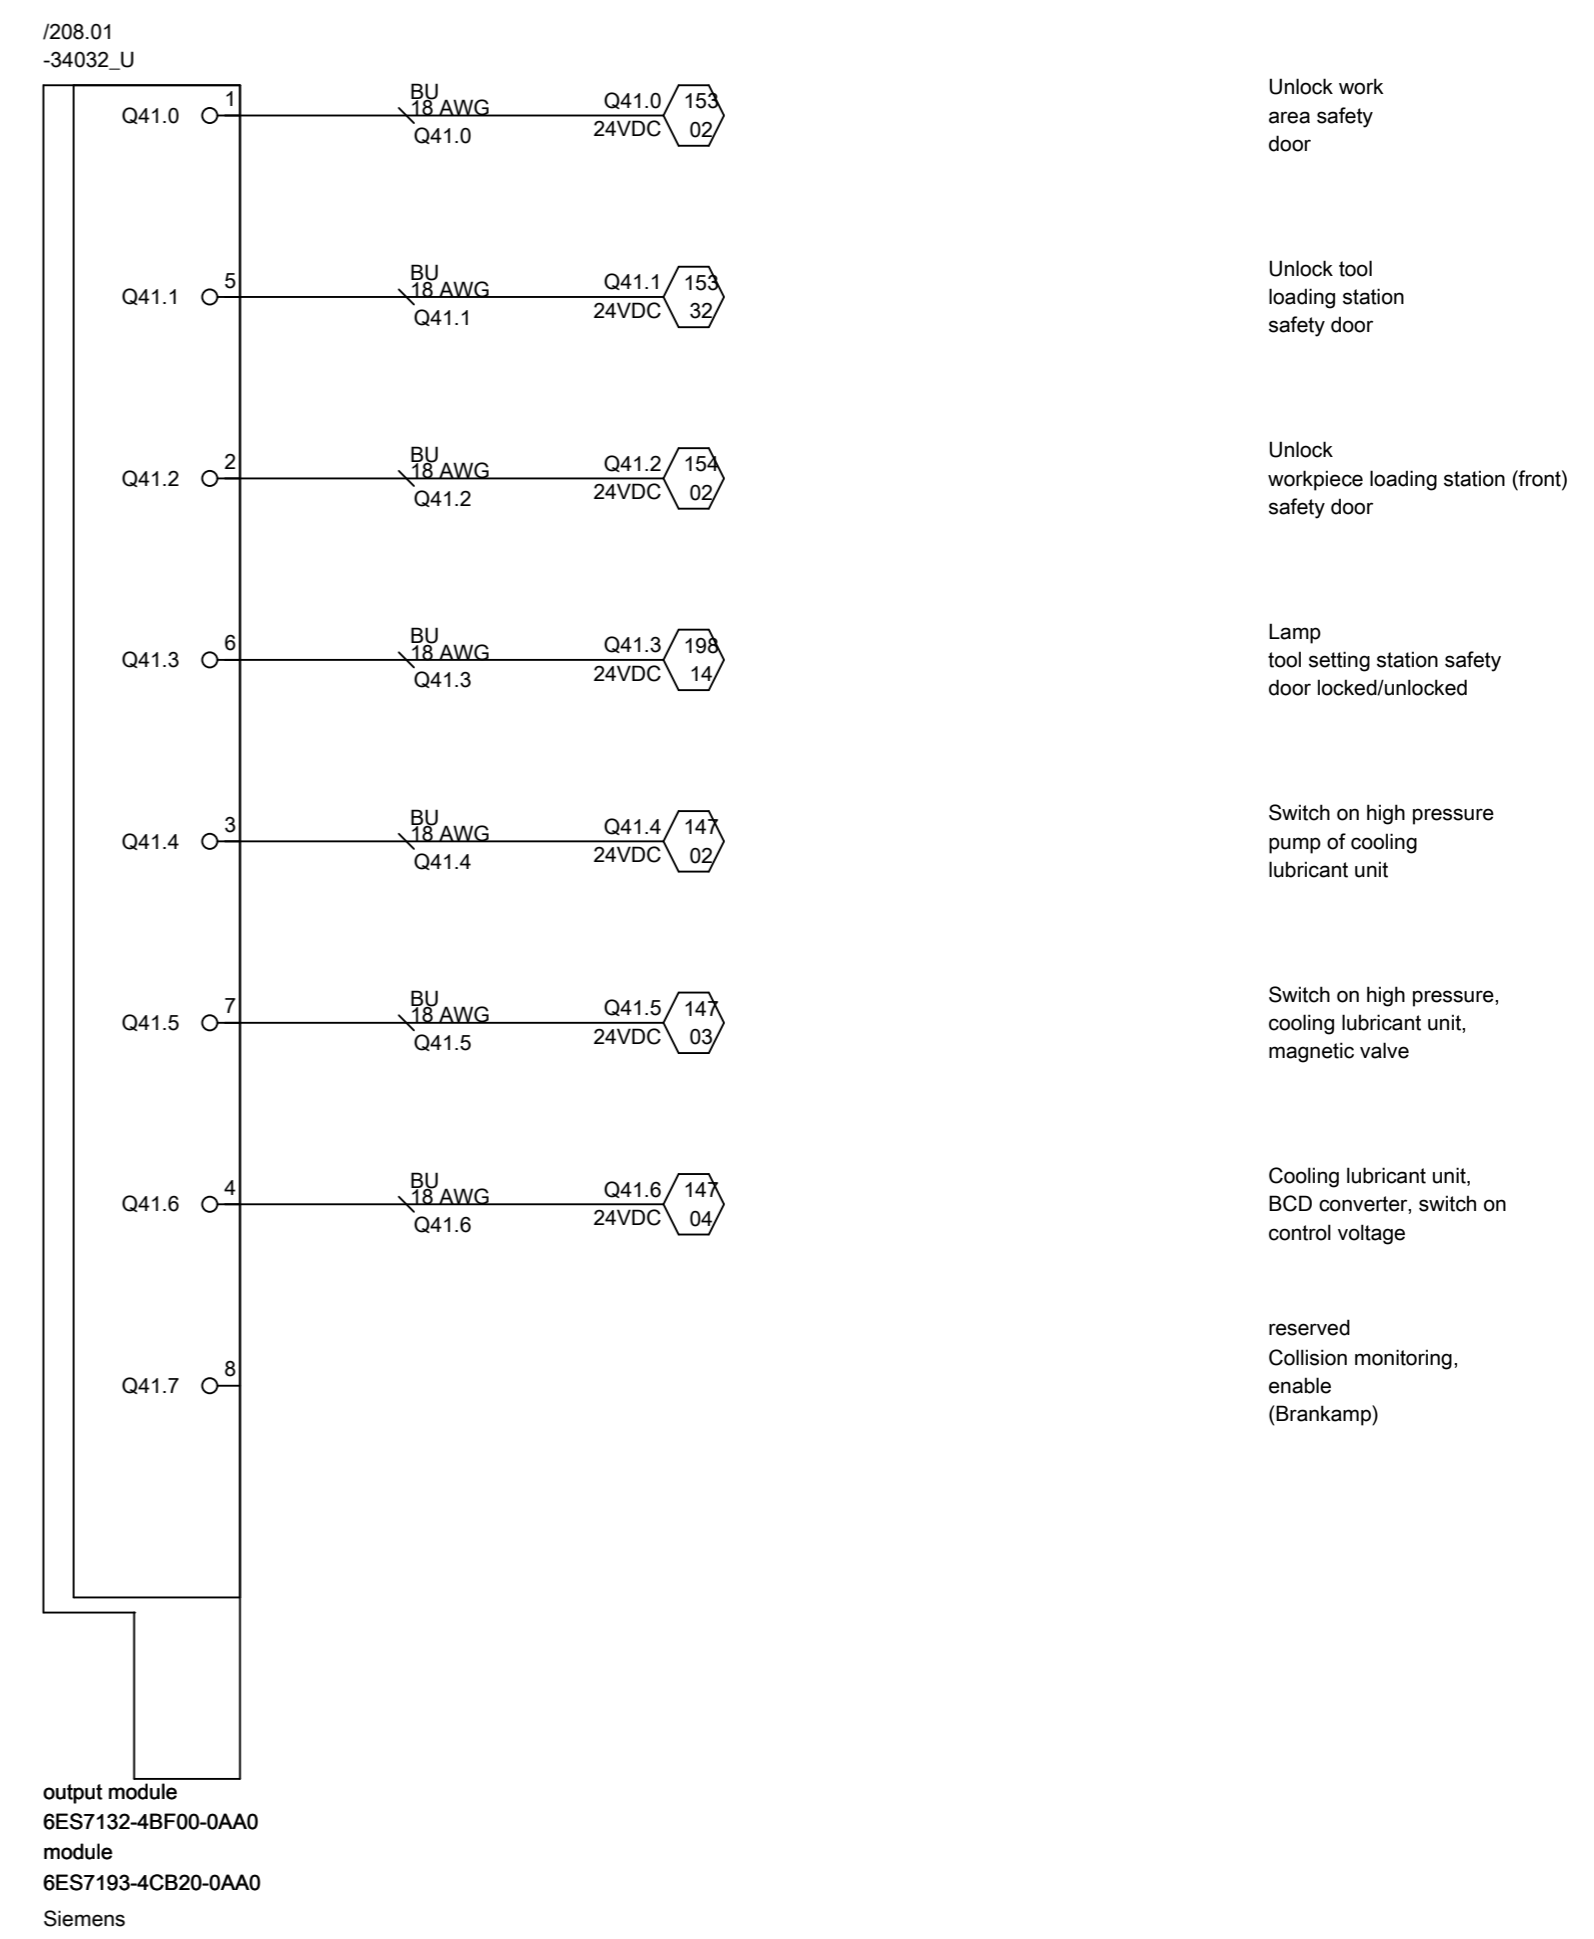 /208.01
-34032_U
Q41.0 1 BU Q41.0 153
18 AWG 24VDC 02
Q41.0
Unlock work
area safety
door
Q41.1 5 BU Q41.1 153
18 AWG 24VDC 32
Q41.1
Unlock tool
loading station
safety door
Q41.2 2 BU Q41.2 154
18 AWG 24VDC 02
Q41.2
Unlock
workpiece loading station (front)
safety door
Q41.3 6 BU Q41.3 198
18 AWG 24VDC 14
Q41.3
Lamp
tool setting station safety
door locked/unlocked
Q41.4 3 BU Q41.4 147
18 AWG 24VDC 02
Q41.4
Switch on high pressure
pump of cooling
lubricant unit
Q41.5 7 BU Q41.5 147
18 AWG 24VDC 03
Q41.5
Switch on high pressure,
cooling lubricant unit,
magnetic valve
Q41.6 4 BU Q41.6 147
18 AWG 24VDC 04
Q41.6
Cooling lubricant unit,
BCD converter, switch on
control voltage
Q41.7 8
reserved
Collision monitoring,
enable
(Brankamp)
output module
6ES7132-4BF00-0AA0
module
6ES7193-4CB20-0AA0
Siemens